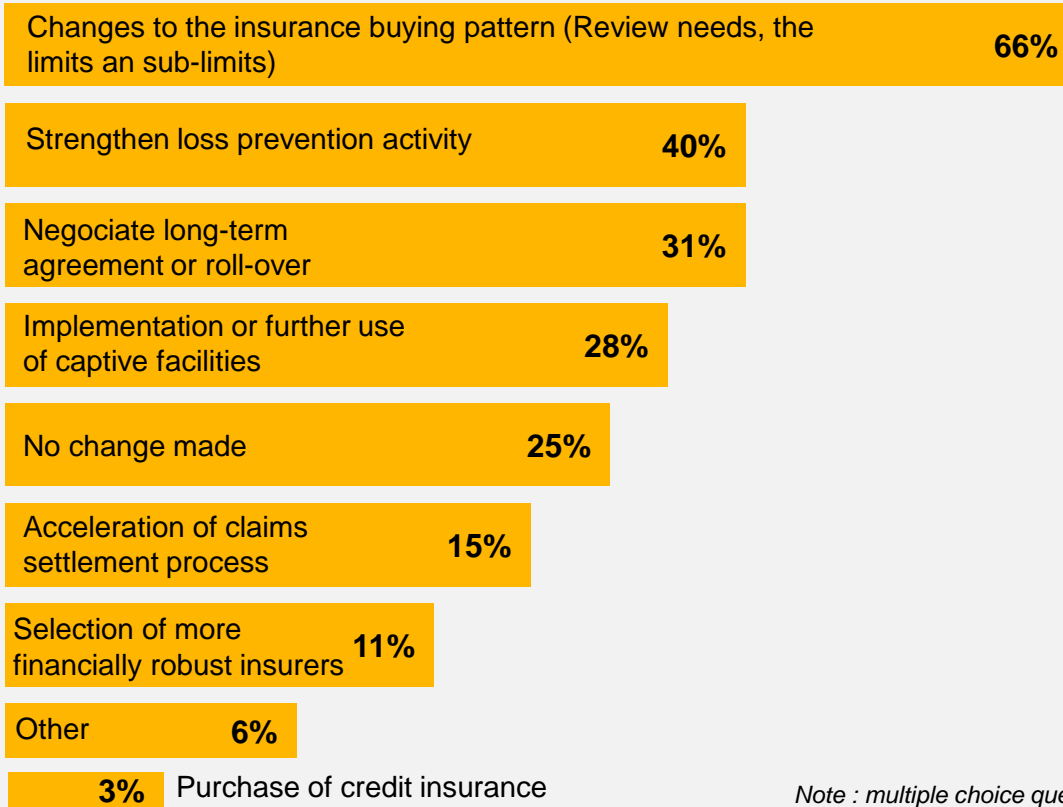 Changes to the insurance buying pattern (Review needs, the
limits an sub-limits)
66%
Strengthen loss prevention activity
40%
Negociate long-term
agreement or roll-over
31%
Implementation or further use
of captive facilities
28%
No change made
25%
Acceleration of claims
settlement process
15%
Selection of more
financially robust insurers
11%
Other
6%
3%
Purchase of credit insurance
Note : multiple choice